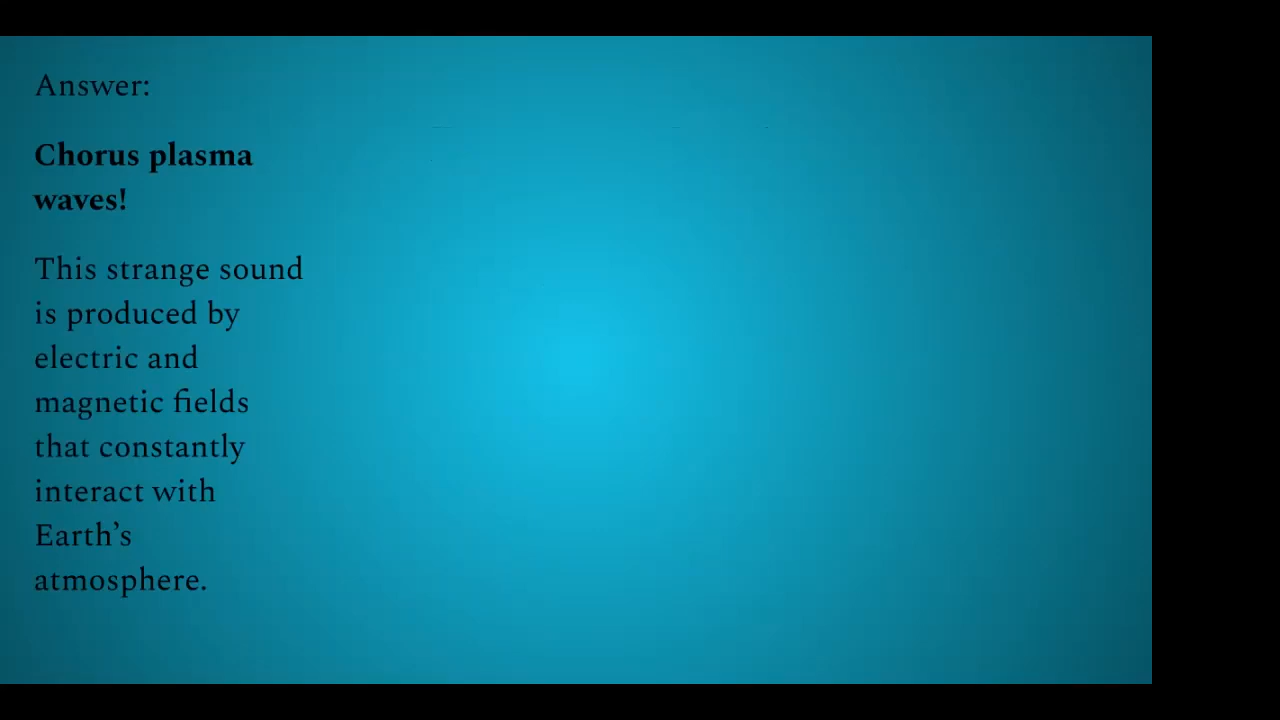 Answer:
Chorus plasma
waves!
This strange sound
is produced by
electric and
magnetic fields
that constantly
interact with
Earth’s
atmosphere.